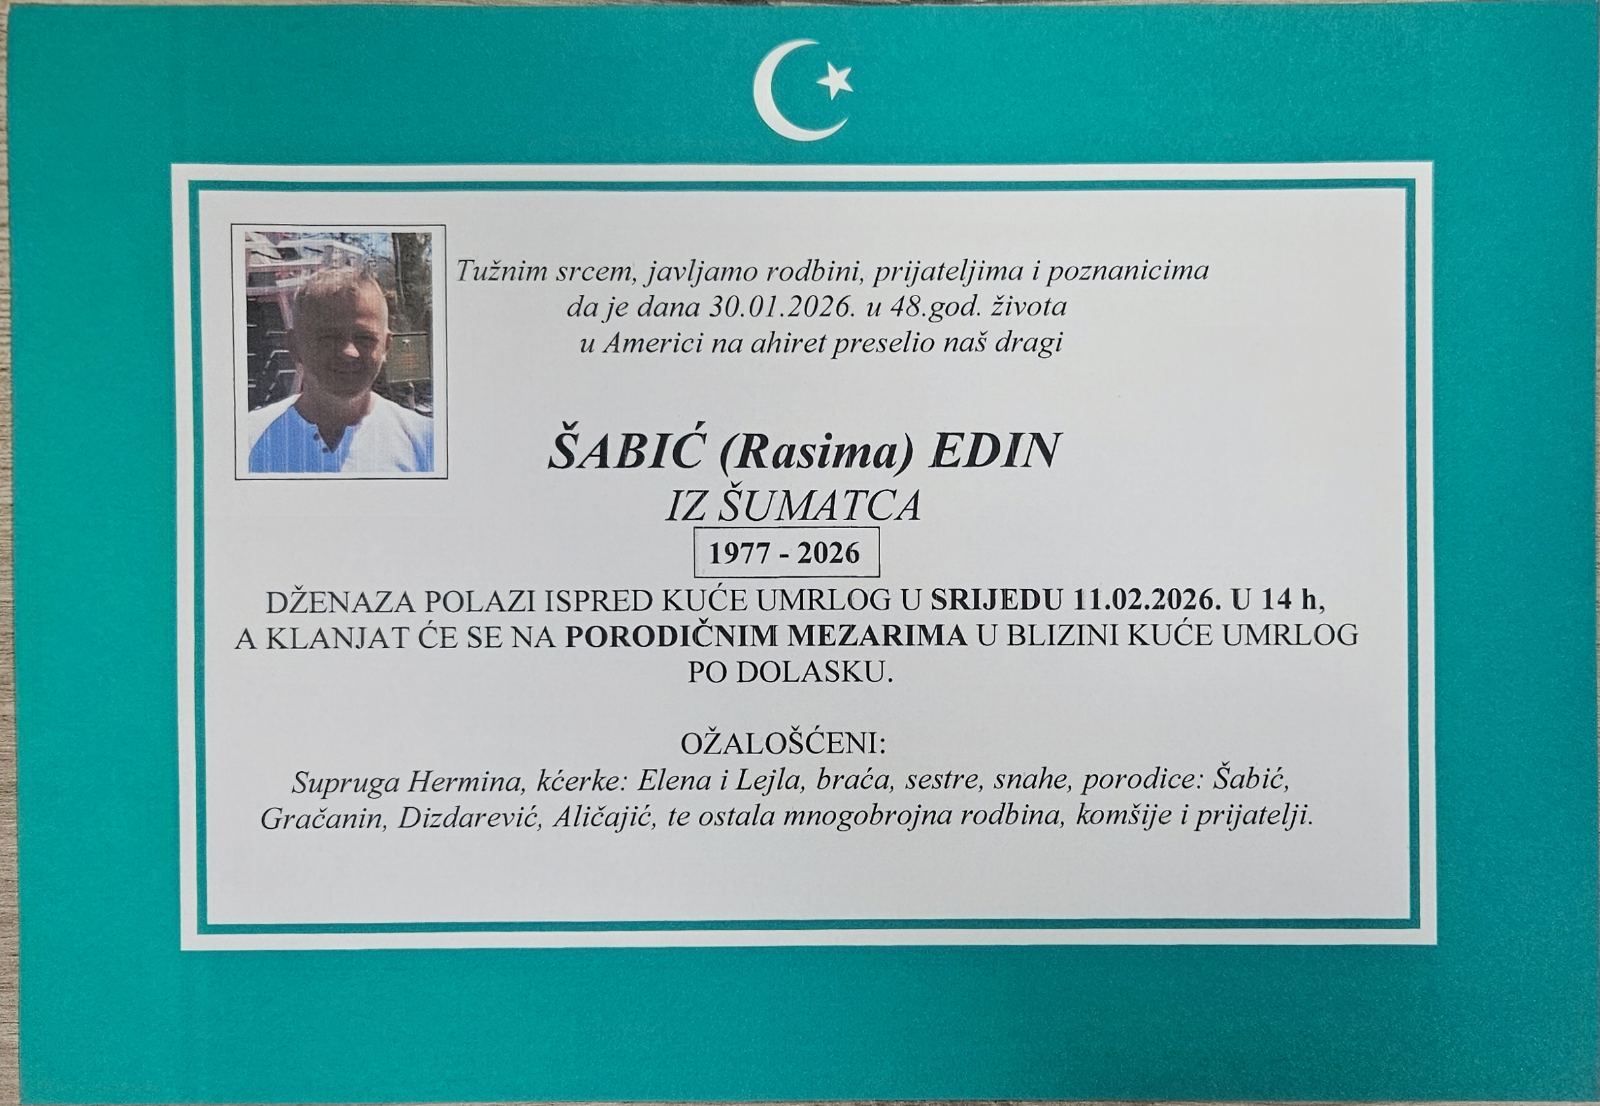 Tužnim srcem, javljamo rodbini, prijateljima i poznanicima
da je dana 30.01.2026. u 48.god. života
u Americi na ahiret preselio naš dragi
ŠABIĆ (Rasima) EDIN
IZ ŠUMATCA
1977 - 2026
DŽENAZA POLAZI ISPRED KUĆE UMRLOG U SRIJEDU 11.02.2026. U 14 h,
A KLANJAT ĆE SE NA PORODIČNIM MEZARIMA U BLIZINI KUĆE UMRLOG
PO DOLASKU.
OŽALOŠĆENI:
Supruga Hermina, kćerke: Elena i Lejla, braća, sestre, snahe, porodice: Šabić,
Gračanin, Dizdarević, Aličajić, te ostala mnogobrojna rodbina, komšije i prijatelji.